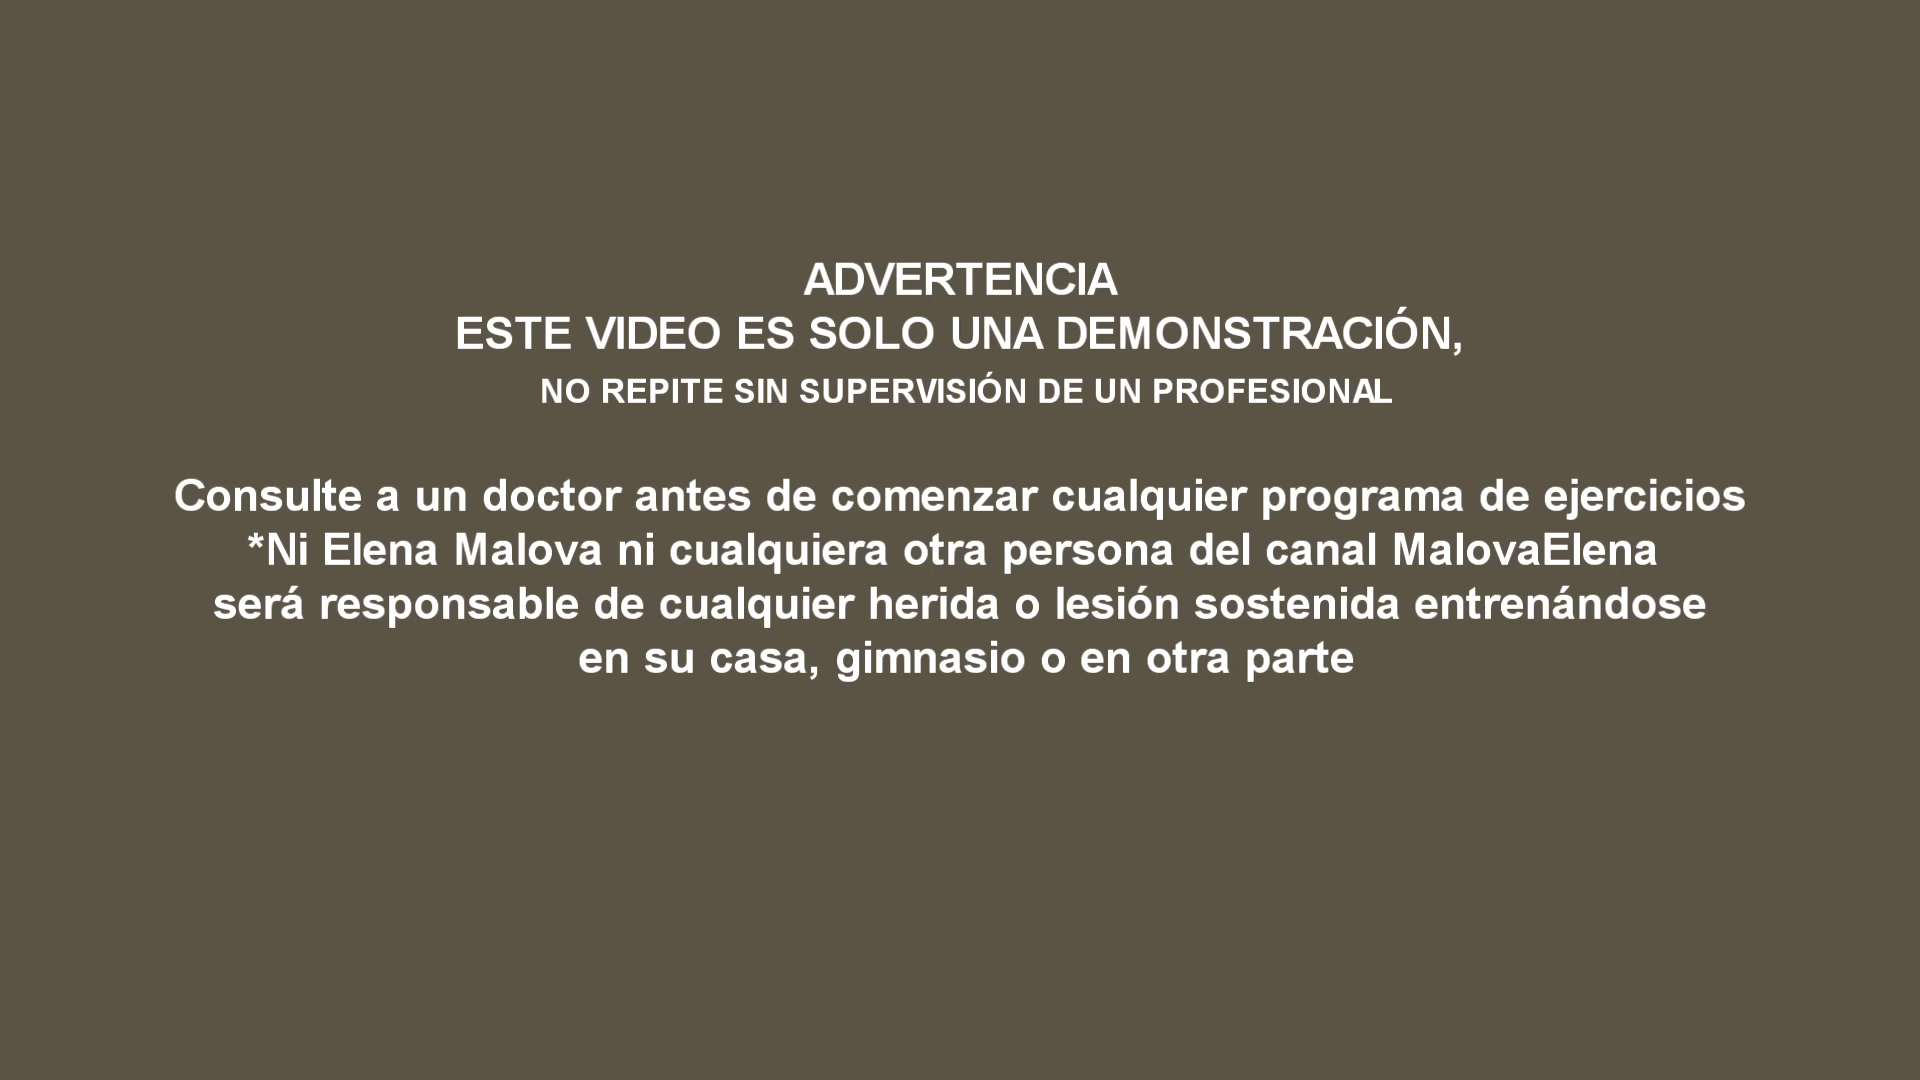 ADVERTENCIA
ESTE VIDEO ES SOLO UNA DEMONSTRACIÓN,
NO REPITE SIN SUPERVISIÓN DE UN PROFESIONAL
Consulte a un doctor antes de comenzar cualquier programa de ejercicios
*Ni Elena Malova ni cualquiera otra persona del canal MalovaElena
será responsable de cualquier herida o lesión sostenida entrenándose
en su casa, gimnasio o en otra parte